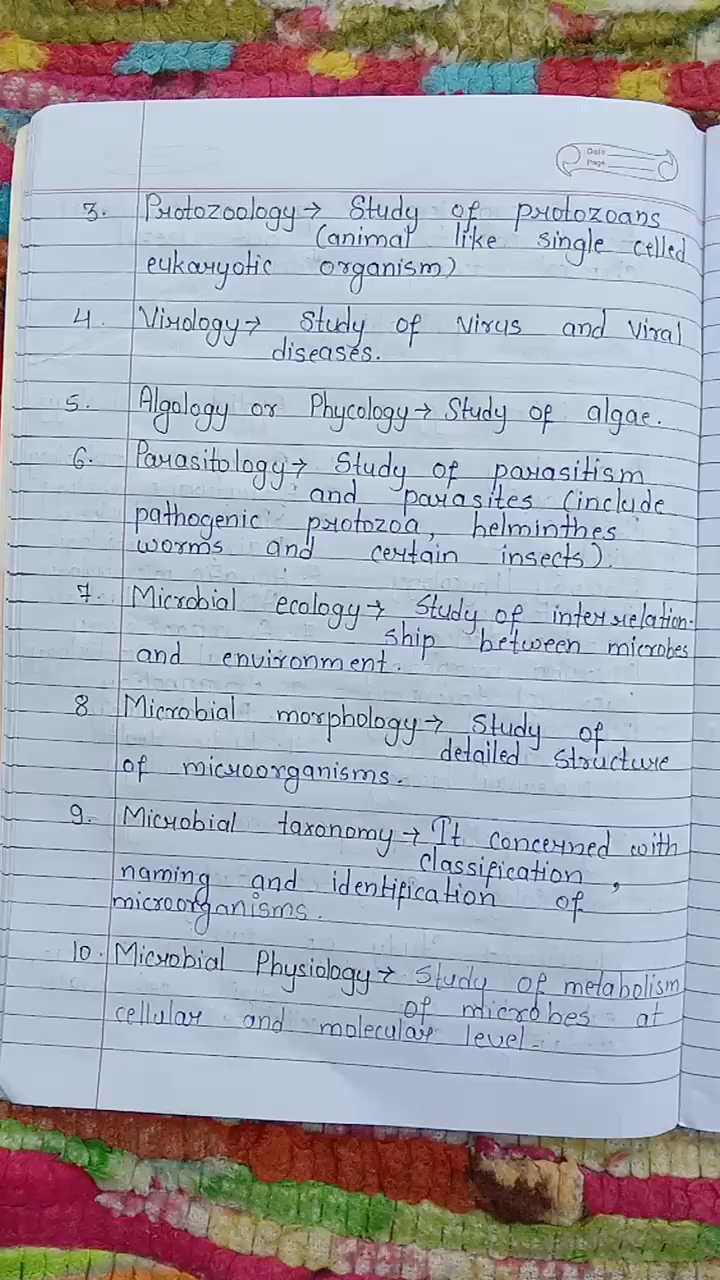 Date
Page
3. Protozoology → Study of protozoans
(animal like single celled
eukaryotic organism)
4. Virology → Study of Virus and Viral
diseases.
5. Algology or Phycology → Study of algae.
6. Parasitology → Study of parasitism
and parasites (include
pathogenic protozoa, helminthes
worms and certain insects).
7. Microbial ecology → Study of interrelation-
ship between microbes
and environment.
8 Microbial morphology → Study of
detailed structure
of microorganisms.
9. Microbial taxonomy → It concerned with
classification,
naming and identification of
microorganisms.
10. Microbial Physiology → Study of metabolism
of microbes at
cellular and molecular level.